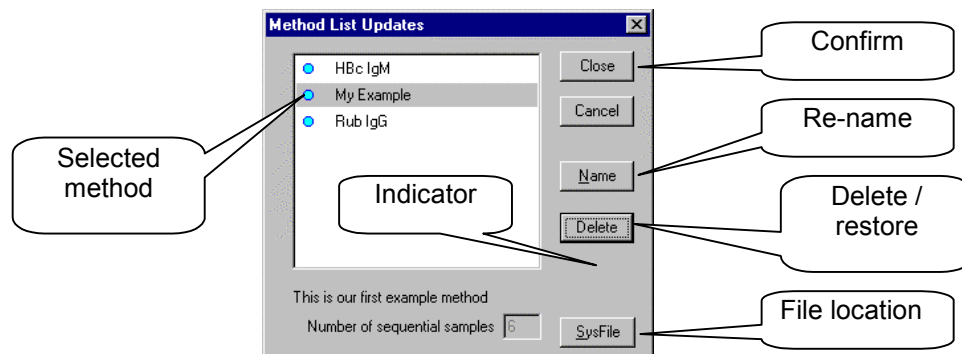 Method List Updates
Confirm
HBc IgM
Close
My Example
Cancel
Rub IgG
Re-name
Selected
method
Name
Indicator
Delete /
restore
Delete
This is our first example method
File location
Number of sequential samples 6
SysFile